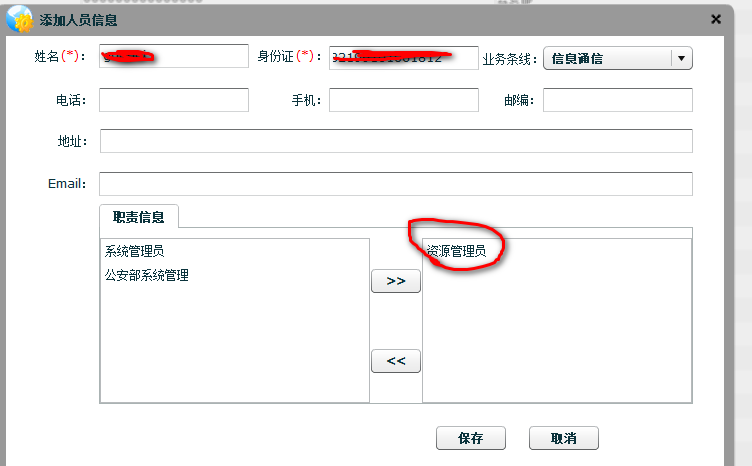 添加人员信息
姓名(*)： 身份证(*)： 业务条线： 信息通信
电话： 手机： 邮编：
地址：
Email：
职责信息
系统管理员 资源管理员
公安部系统管理
>>
<<
保存 取消